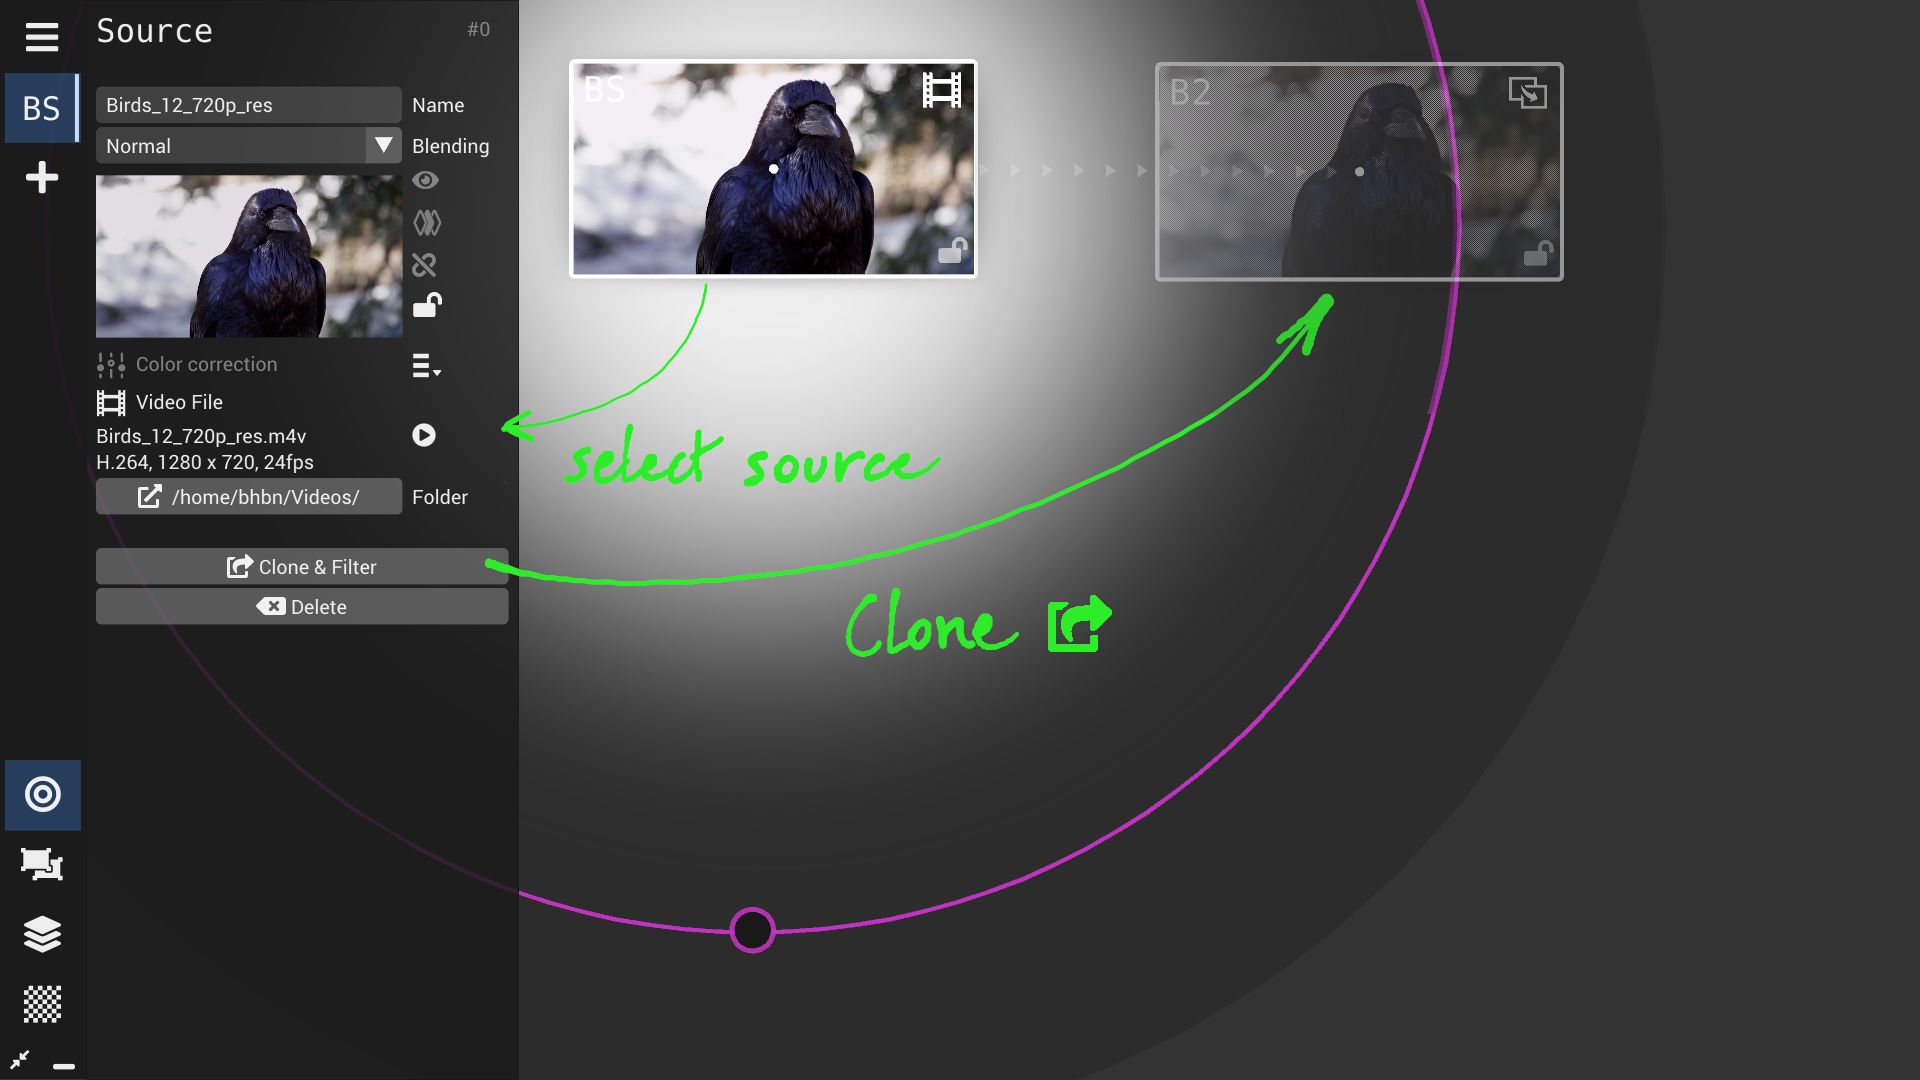 Source #0
BS
Birds_12_720p_res Name
Normal Blending
Color correction
Video File
Birds_12_720p_res.m4v
H.264, 1280 x 720, 24fps
/home/bhbn/Videos/ Folder
Clone & Filter
Delete
BS
B2
select source
Clone